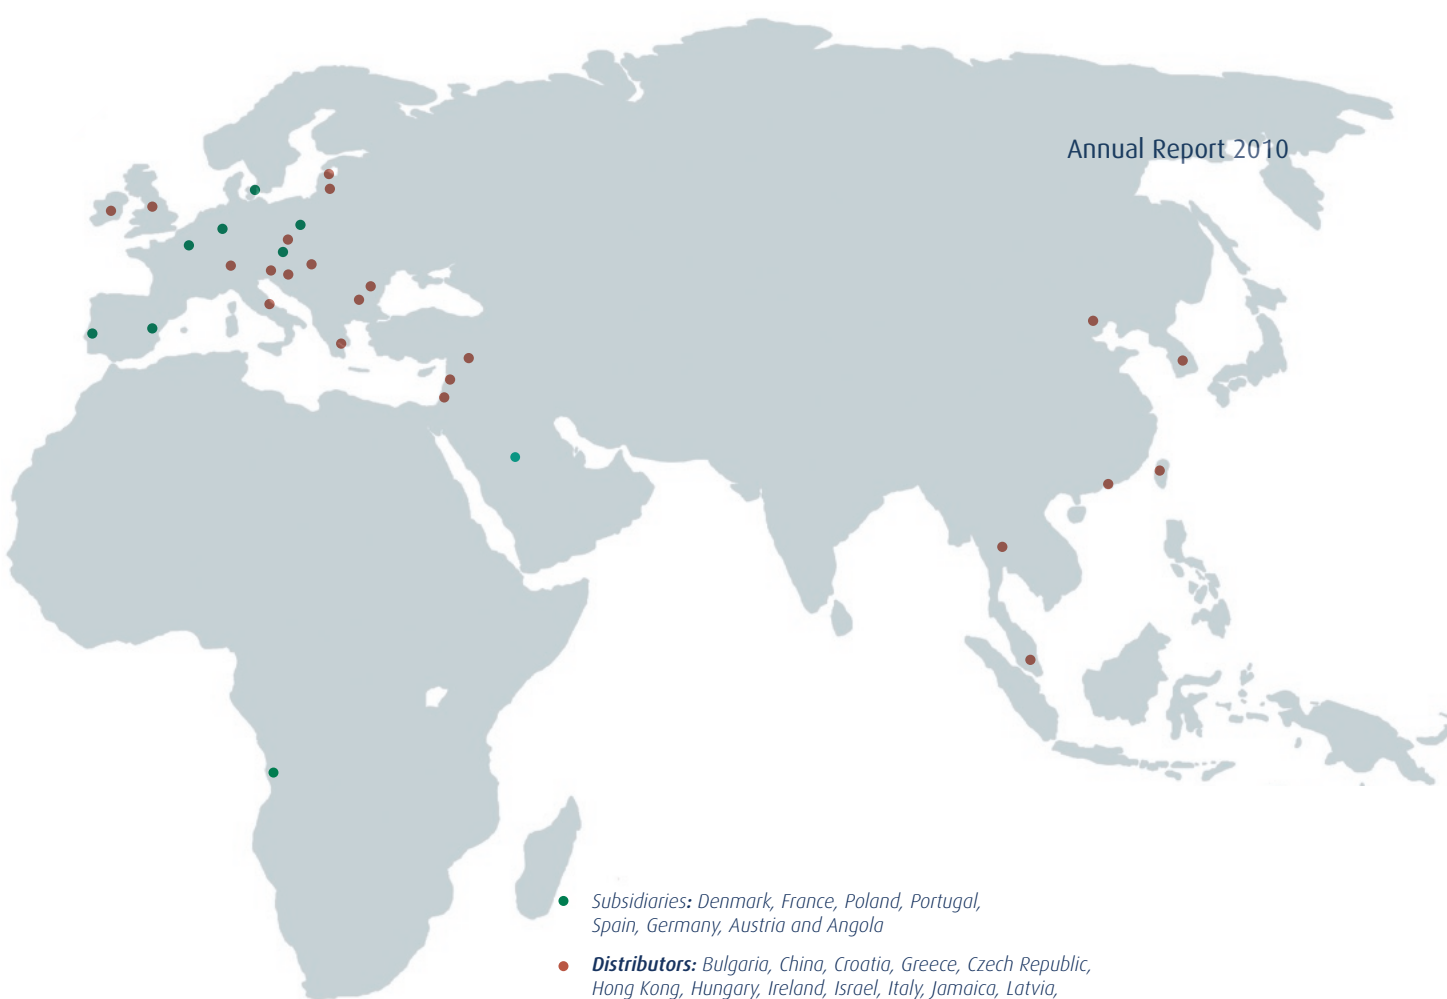 Annual Report 2010
Subsidiaries: Denmark, France, Poland, Portugal,
Spain, Germany, Austria and Angola
Distributors: Bulgaria, China, Croatia, Greece, Czech Republic,
Hong Kong, Hungary, Ireland, Israel, Italy, Jamaica, Latvia,